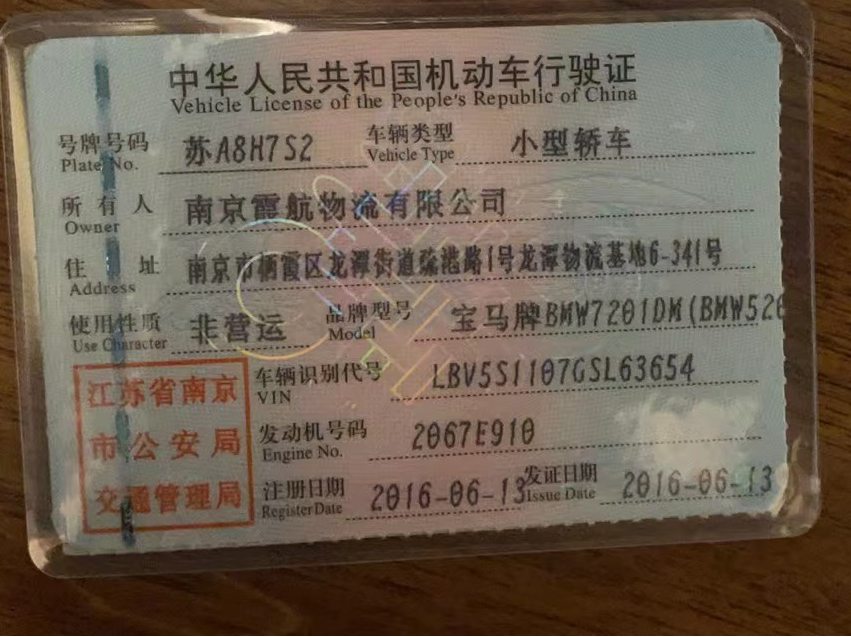 中华人民共和国机动车行驶证
Vehicle License of the People's Republic of China
号牌号码 苏A8H7S2 车辆类型 小型轿车
Plate No. Vehicle Type
所有人 南京霞航物流有限公司
Owner
住址 南京市栖霞区龙潭街道疏港路1号龙潭物流基地6-341号
Address
使用性质 非营运 品牌型号 宝马牌BMW7201DM(BMW520
Use Character Model
车辆识别代号 LBV5S1107GSL63654
VIN
发动机号码 2067E910
Engine No.
注册日期 2016-06-13 发证日期 2016-06-13
Register Date Issue Date
江苏省南京
市公安局
交通管理局